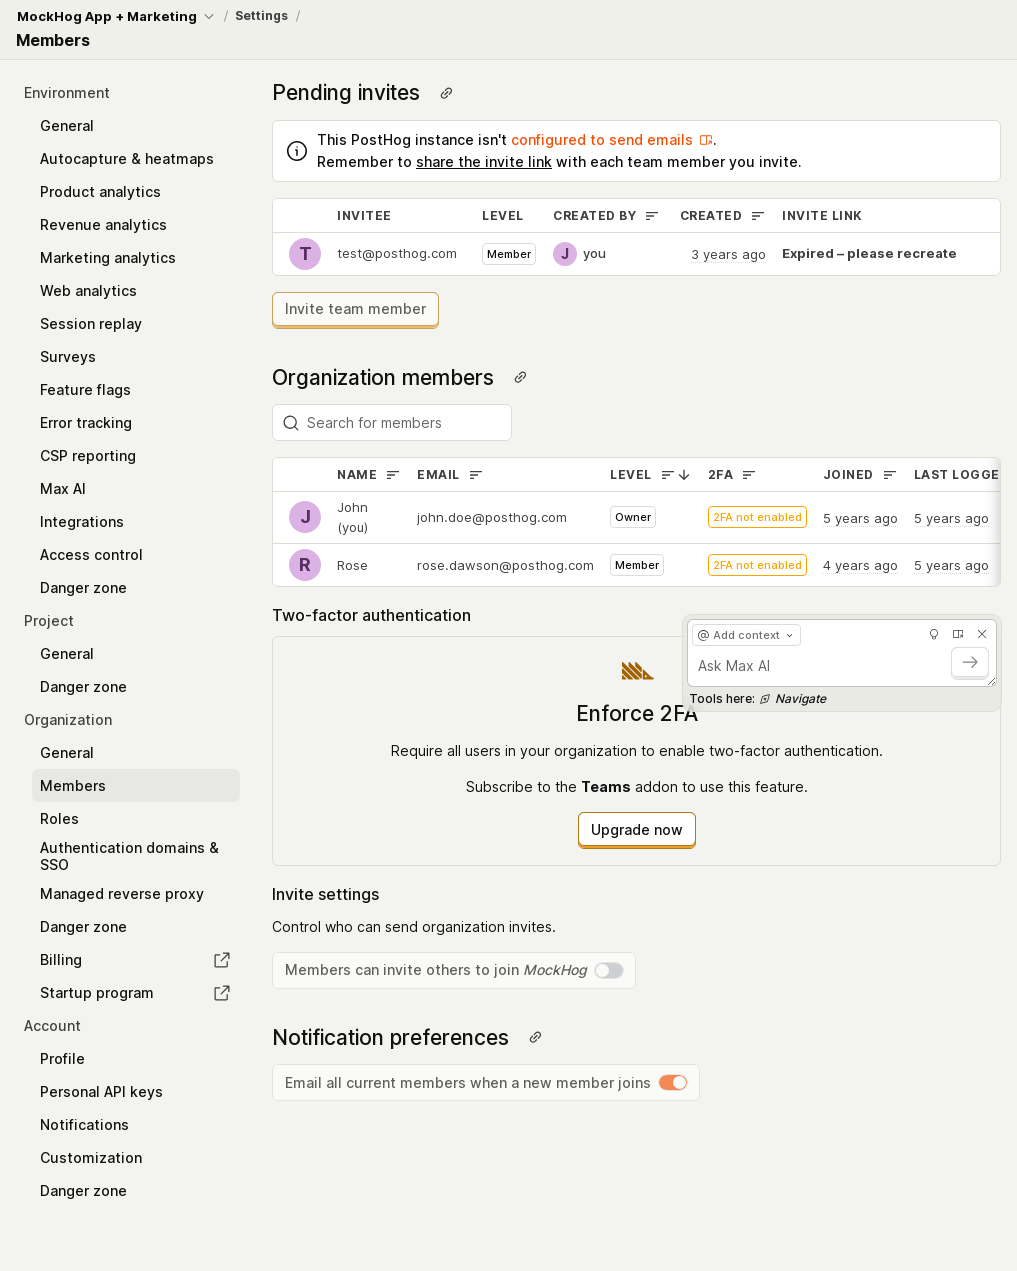 MockHog App + Marketing / Settings /
Members
Environment
General
Autocapture & heatmaps
Product analytics
Revenue analytics
Marketing analytics
Web analytics
Session replay
Surveys
Feature flags
Error tracking
CSP reporting
Max AI
Integrations
Access control
Danger zone
Project
General
Danger zone
Organization
General
Members
Roles
Authentication domains &
SSO
Managed reverse proxy
Danger zone
Billing
Startup program
Account
Profile
Personal API keys
Notifications
Customization
Danger zone
Pending invites
This PostHog instance isn't configured to send emails .
Remember to share the invite link with each team member you invite.
INVITEE LEVEL CREATED BY CREATED INVITE LINK
T test@posthog.com Member J you 3 years ago Expired – please recreate
Invite team member
Organization members
Search for members
NAME EMAIL LEVEL 2FA JOINED LAST LOGGE
J John (you) john.doe@posthog.com Owner 2FA not enabled 5 years ago 5 years ago
R Rose rose.dawson@posthog.com Member 2FA not enabled 4 years ago 5 years ago
Two-factor authentication
@ Add context
Ask Max AI
Tools here: Navigate
Enforce 2FA
Require all users in your organization to enable two-factor authentication.
Subscribe to the Teams addon to use this feature.
Upgrade now
Invite settings
Control who can send organization invites.
Members can invite others to join MockHog
Notification preferences
Email all current members when a new member joins